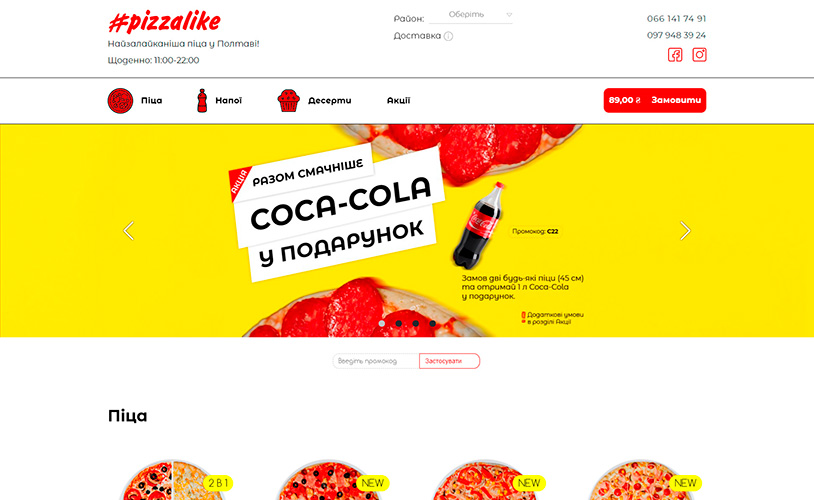 #pizzalike
Найзалайканіша піца у Полтаві!
Щоденно: 11:00-22:00
Район: Оберіть
Доставка
066 141 74 91
097 948 39 24
Піца Напої Десерти Акції 89,00 ₴ Замовити
АКЦІЯ
РАЗОМ СМАЧНІШЕ
COCA-COLA
У ПОДАРУНОК
Coca-Cola
Промокод: C22
Замов дві будь-які піци (45 см)
та отримай 1 л Coca-Cola
у подарунок.
Додаткові умови
в розділі Акції
Введіть промокод Застосувати
Піца
2 В 1 NEW NEW NEW